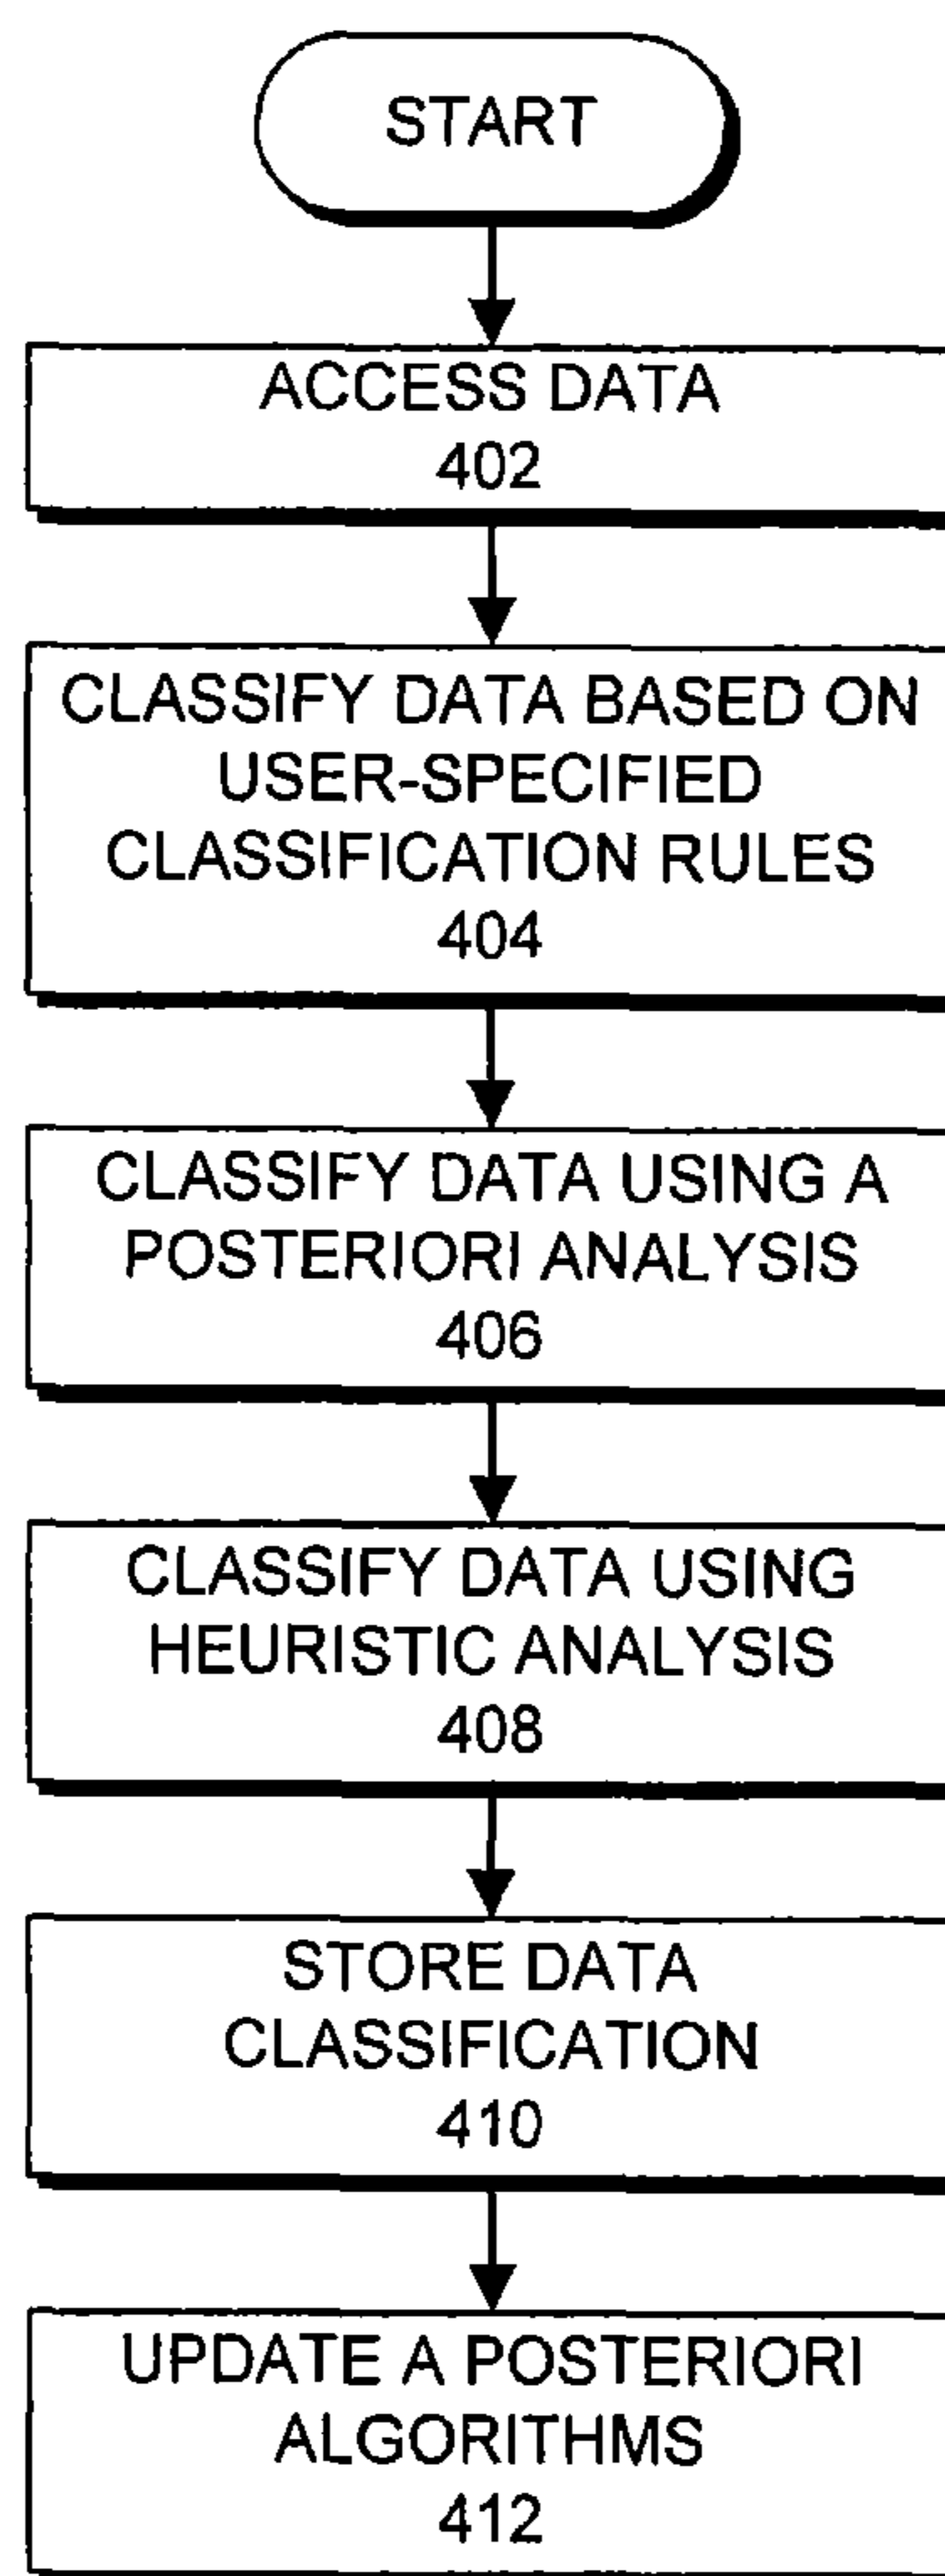 START
ACCESS DATA
402
CLASSIFY DATA BASED ON
USER-SPECIFIED
CLASSIFICATION RULES
404
CLASSIFY DATA USING A
POSTERIORI ANALYSIS
406
CLASSIFY DATA USING
HEURISTIC ANALYSIS
408
STORE DATA
CLASSIFICATION
410
UPDATE A POSTERIORI
ALGORITHMS
412